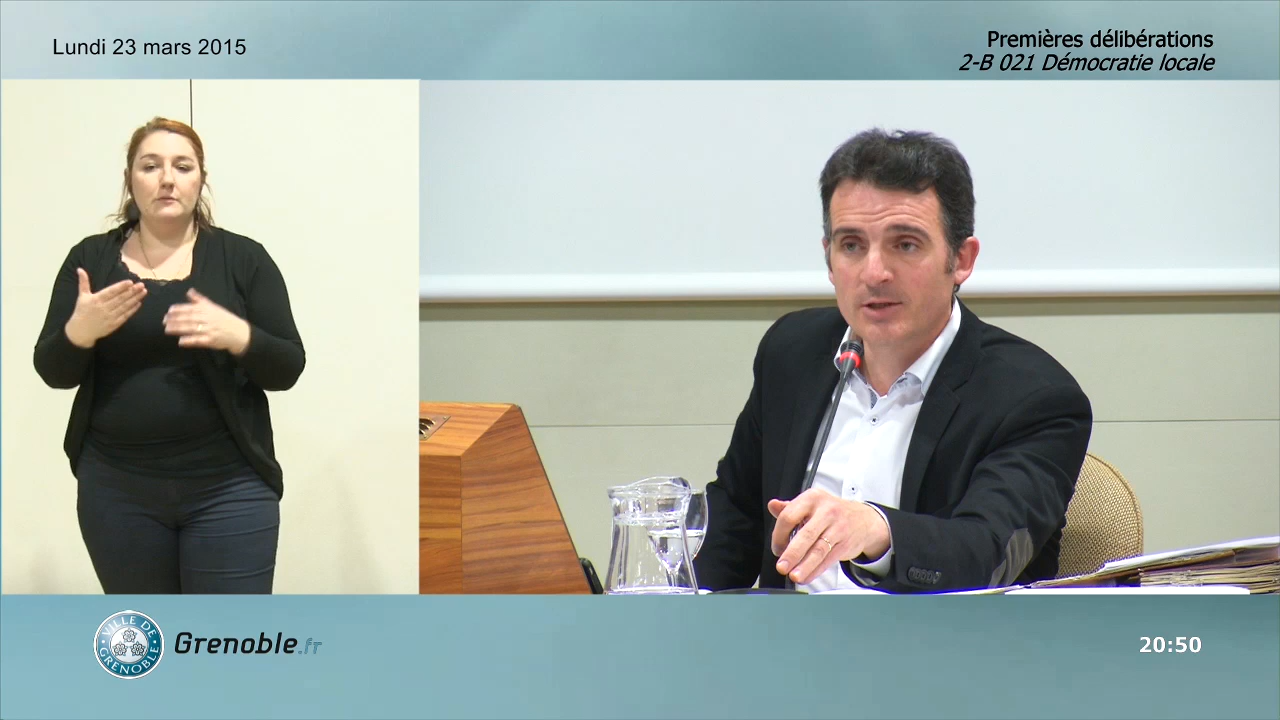 Lundi 23 mars 2015
Premières délibérations
2-B 021 Démocratie locale
VILLE DE GRENOBLE
Grenoble.fr
20:50